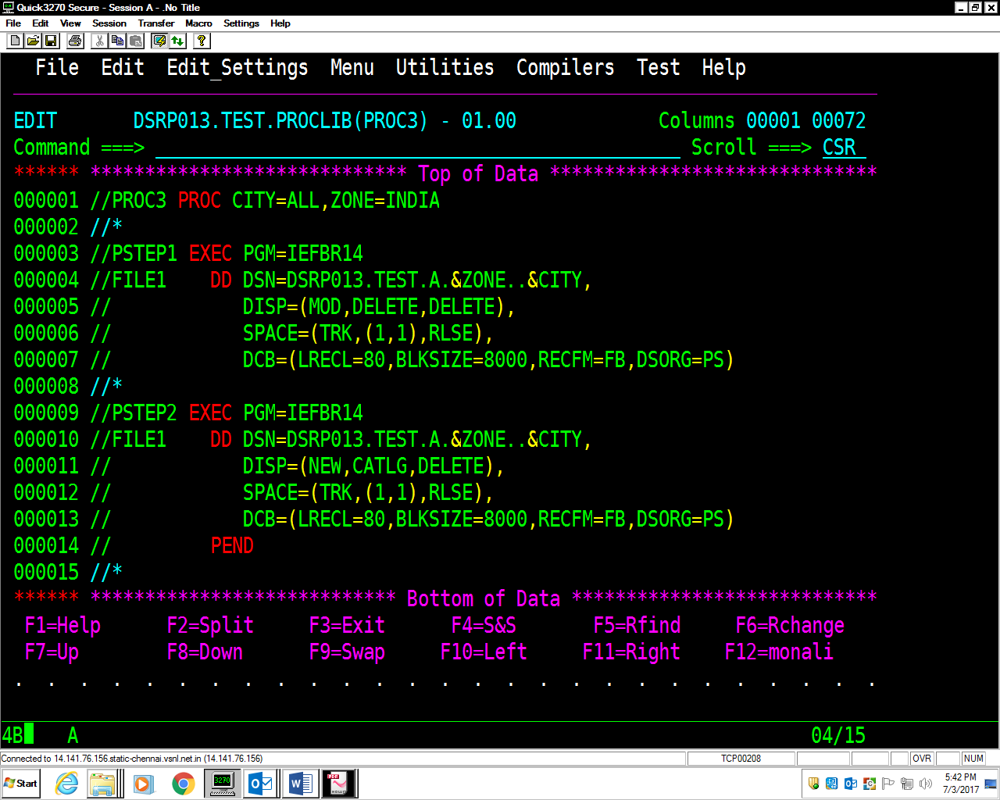 Quick3270 Secure - Session A - .No Title
File Edit View Session Transfer Macro Settings Help
File Edit Edit_Settings Menu Utilities Compilers Test Help
EDIT DSRP013.TEST.PROCLIB(PROC3) - 01.00 Columns 00001 00072
Command ===> Scroll ===> CSR
****** ***************************** Top of Data ******************************
000001 //PROC3 PROC CITY=ALL,ZONE=INDIA
000002 //*
000003 //PSTEP1 EXEC PGM=IEFBR14
000004 //FILE1    DD DSN=DSRP013.TEST.A.&ZONE..&CITY,
000005 //            DISP=(MOD,DELETE,DELETE),
000006 //            SPACE=(TRK,(1,1),RLSE),
000007 //            DCB=(LRECL=80,BLKSIZE=8000,RECFM=FB,DSORG=PS)
000008 //*
000009 //PSTEP2 EXEC PGM=IEFBR14
000010 //FILE1    DD DSN=DSRP013.TEST.A.&ZONE..&CITY,
000011 //            DISP=(NEW,CATLG,DELETE),
000012 //            SPACE=(TRK,(1,1),RLSE),
000013 //            DCB=(LRECL=80,BLKSIZE=8000,RECFM=FB,DSORG=PS)
000014 //         PEND
000015 //*
****** **************************** Bottom of Data ****************************
F1=Help F2=Split F3=Exit F4=S&S F5=Rfind F6=Rchange
F7=Up F8=Down F9=Swap F10=Left F11=Right F12=monali
. . . . . . . . . . . . . . . . . . . . . . . . . . .
4B A 04/15
Connected to 14.141.76.156.static-chennai.vsnl.net.in (14.141.76.156) TCP00208 OVR NUM
Start 3270 5:42 PM
7/3/2017